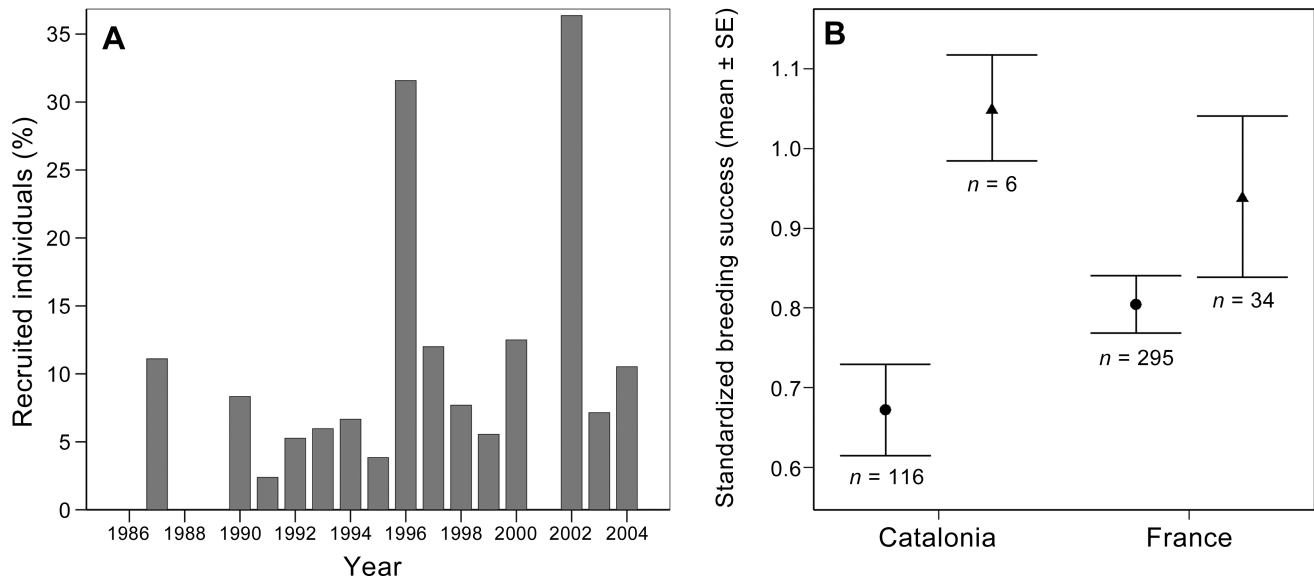 A
Recruited individuals (%)
35
30
25
20
15
10
5
0
1986 1988 1990 1992 1994 1996 1998 2000 2002 2004
Year
B
Standardized breeding success (mean ± SE)
1.1
1.0
0.9
0.8
0.7
0.6
n = 6
n = 34
n = 295
n = 116
Catalonia France